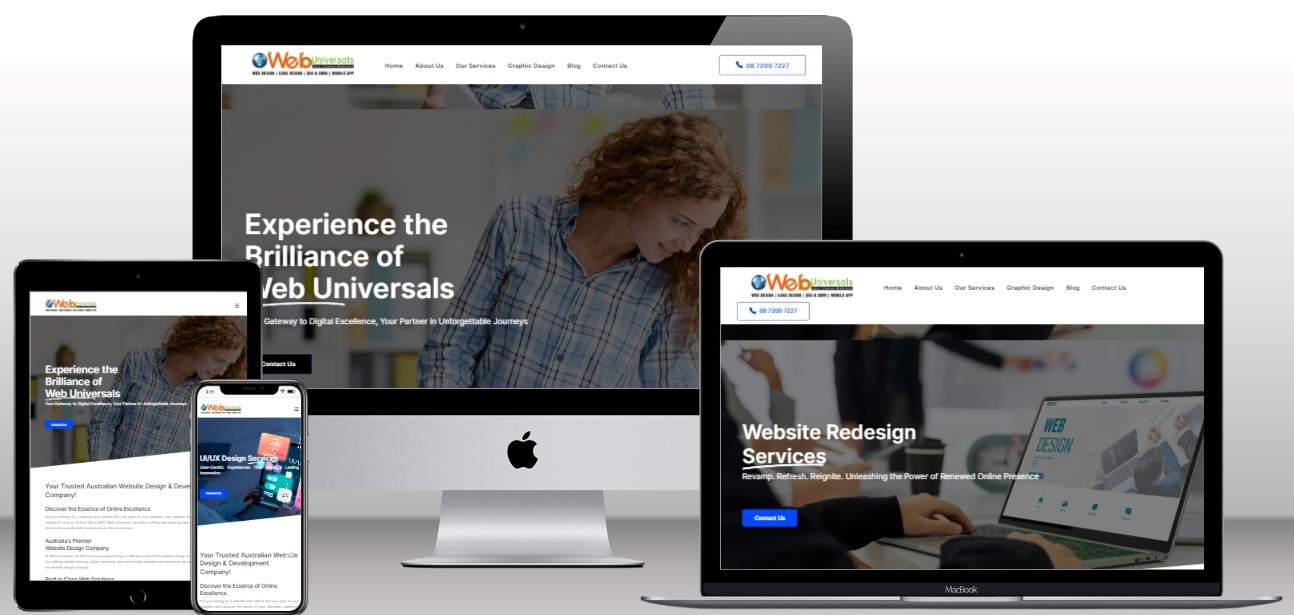 Web Universals
WEB DESIGN | LOGO DESIGN | SEO & SMM | MOBILE APP
Home About Us Our Services Graphic Design Blog Contact Us
08 7200 7227
Experience the
Brilliance of
Web Universals
Gateway to Digital Excellence, Your Partner in Unforgettable Journeys
Contact Us
Web
Experience the
Brilliance of
Web Universals
Your Gateway to Digital Excellence, Your Partner in Unforgettable Journeys
Contact Us
Your Trusted Australian Website Design & Deve
Company!
Discover the Essence of Online Excellence
Australia's Premier
Website Design Company
Best in Class Web Solutions
9:41
Web
UI/UX Design Services
User-Centric Experiences Lasting
Impression
Contact Us
Your Trusted Australian Website
Design & Development
Company!
Discover the Essence of Online
Excellence
Web Universals
WEB DESIGN | LOGO DESIGN | SEO & SMM | MOBILE APP
Home About Us Our Services Graphic Design Blog Contact Us
08 7200 7227
Website Redesign
Services
Revamp. Refresh. Reignite. Unleashing the Power of Renewed Online Presence
Contact Us
WEB
DESIGN
MacBook